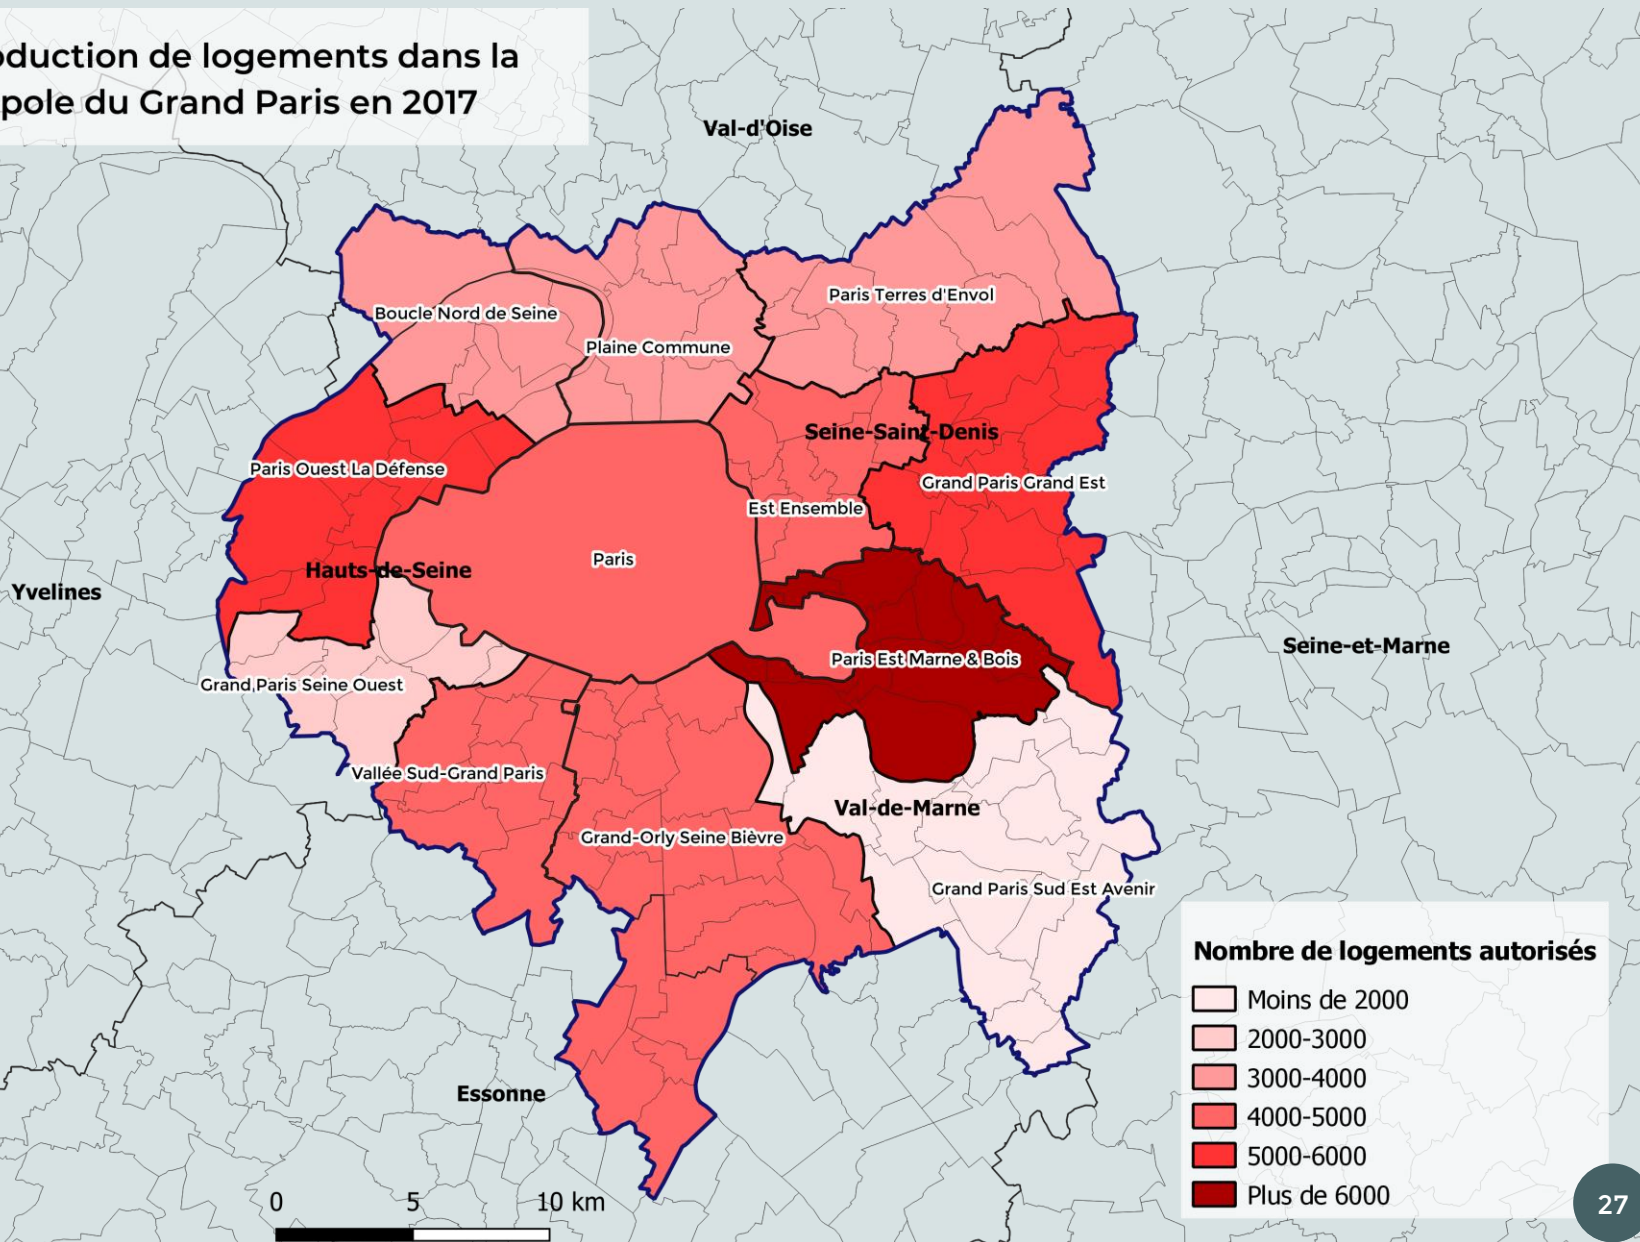 oduction de logements dans la
pole du Grand Paris en 2017
Val-d'Oise
Paris Terres d'Envol
Boucle Nord de Seine
Plaine Commune
Seine-Saint-Denis
Paris Ouest La Défense
Grand Paris Grand Est
Est Ensemble
Paris
Hauts-de-Seine
Yvelines
Seine-et-Marne
Paris Est Marne & Bois
Grand Paris Seine Ouest
Vallée Sud-Grand Paris
Val-de-Marne
Grand-Orly Seine Bièvre
Grand Paris Sud Est Avenir
Essonne
Nombre de logements autorisés
Moins de 2000
2000-3000
3000-4000
4000-5000
5000-6000
Plus de 6000
0 5 10 km
27